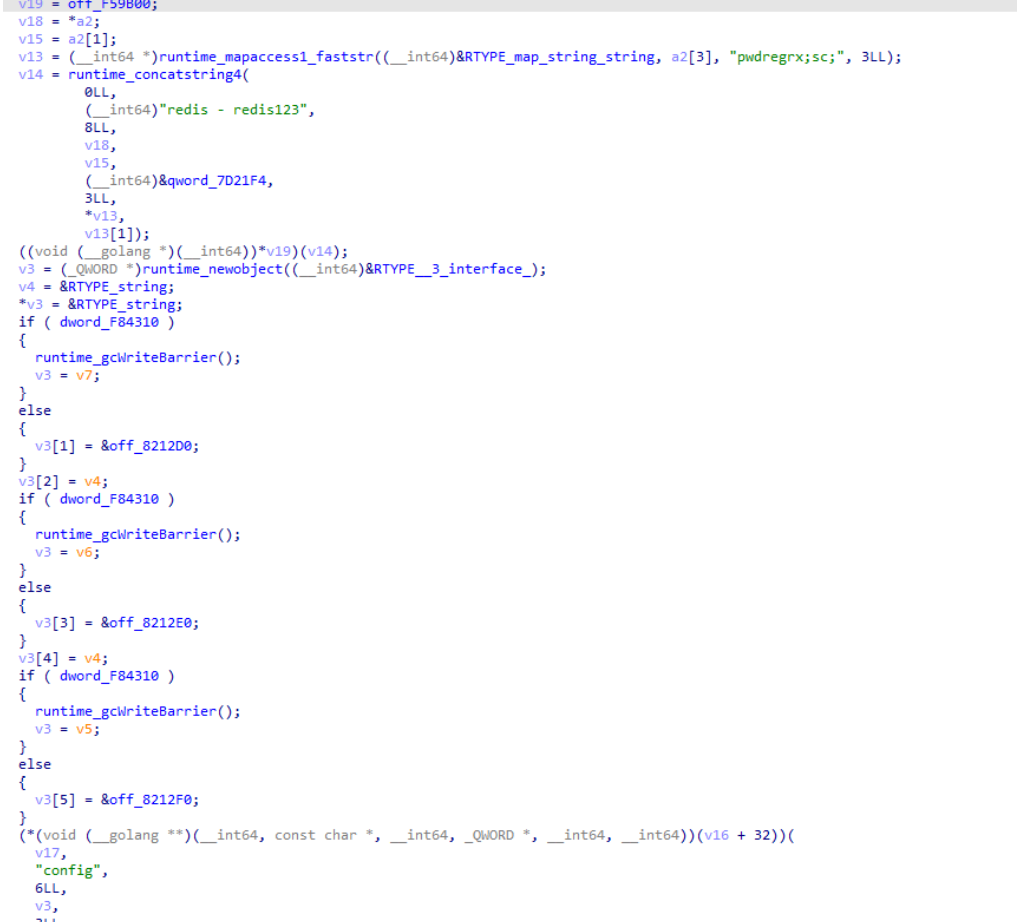 v19 = off_F59B00;
v18 = *a2;
v15 = a2[1];
v13 = (__int64 *)runtime_mapaccess1_faststr((__int64)&RTYPE_map_string_string, a2[3], "pwdregrx;sc;", 3LL);
v14 = runtime_concatstring4(
0LL,
(__int64)"redis - redis123",
8LL,
v18,
v15,
(__int64)&qword_7D21F4,
3LL,
*v13,
v13[1]);
((void (__golang *)(__int64))*v19)(v14);
v3 = (_QWORD *)runtime_newobject((__int64)&RTYPE__3_interface_);
v4 = &RTYPE_string;
*v3 = &RTYPE_string;
if ( dword_F84310 )
{
runtime_gcWriteBarrier();
v3 = v7;
}
else
{
v3[1] = &off_8212D0;
}
v3[2] = v4;
if ( dword_F84310 )
{
runtime_gcWriteBarrier();
v3 = v6;
}
else
{
v3[3] = &off_8212E0;
}
v3[4] = v4;
if ( dword_F84310 )
{
runtime_gcWriteBarrier();
v3 = v5;
}
else
{
v3[5] = &off_8212F0;
}
(*(void (__golang **)(__int64, const char *, __int64, _QWORD *, __int64, __int64))(v16 + 32))(
v17,
"config",
6LL,
v3,